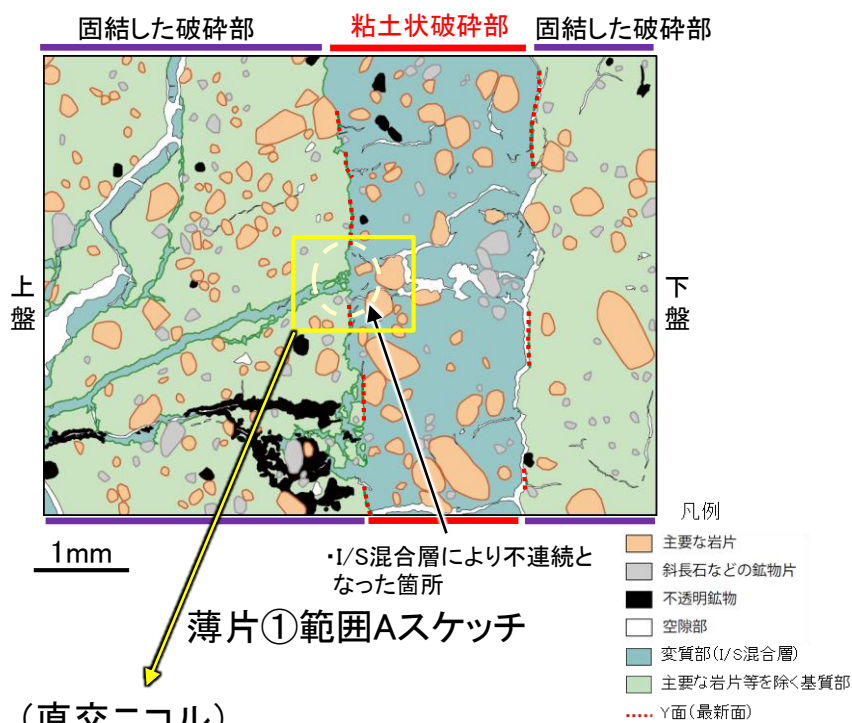 固結した破砕部
粘土状破砕部
固結した破砕部
上
盤
下
盤
1mm
・I/S混合層により不連続と
なった箇所
薄片①範囲Aスケッチ
凡例
主要な岩片
斜長石などの鉱物片
不透明鉱物
空隙部
変質部(I/S混合層)
主要な岩片等を除く基質部
Y面(最新面)
(直交ニコル)